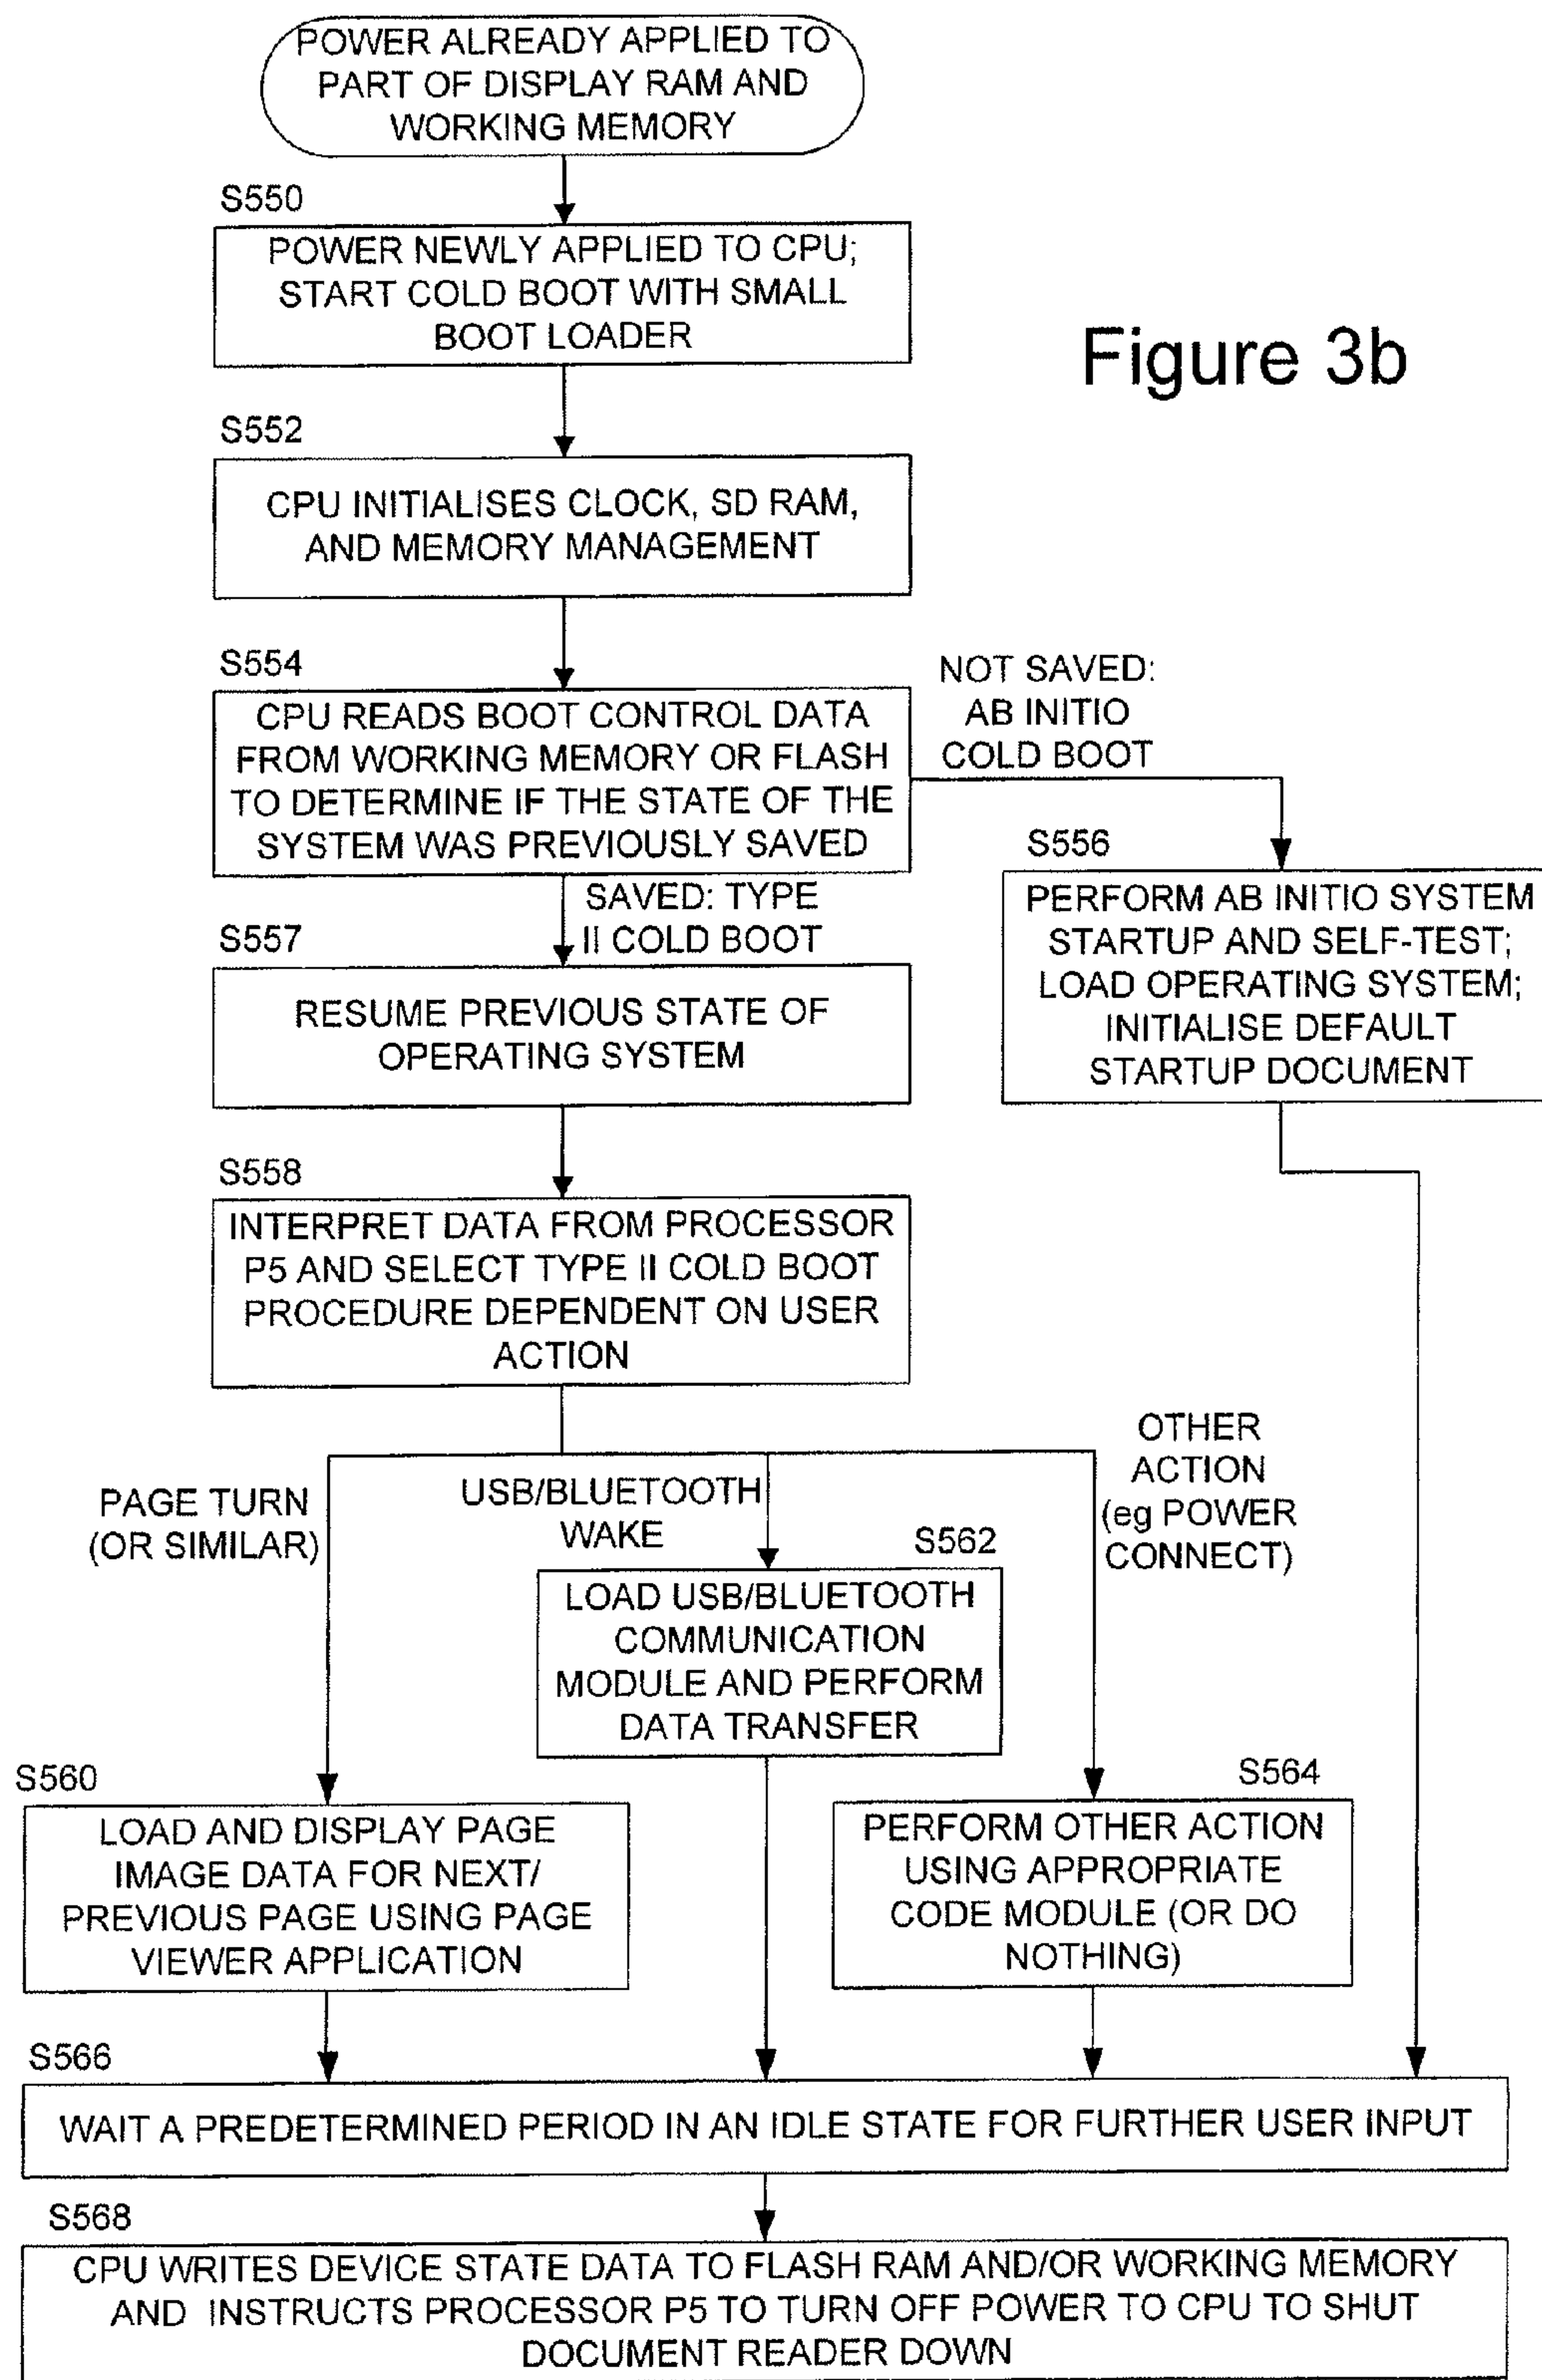 POWER ALREADY APPLIED TO
PART OF DISPLAY RAM AND
WORKING MEMORY
S550
POWER NEWLY APPLIED TO CPU;
START COLD BOOT WITH SMALL
BOOT LOADER
Figure 3b
S552
CPU INITIALISES CLOCK, SD RAM,
AND MEMORY MANAGEMENT
S554
CPU READS BOOT CONTROL DATA
FROM WORKING MEMORY OR FLASH
TO DETERMINE IF THE STATE OF THE
SYSTEM WAS PREVIOUSLY SAVED
NOT SAVED:
AB INITIO
COLD BOOT
S556
PERFORM AB INITIO SYSTEM
STARTUP AND SELF-TEST;
LOAD OPERATING SYSTEM;
INITIALISE DEFAULT
STARTUP DOCUMENT
SAVED: TYPE
II COLD BOOT
S557
RESUME PREVIOUS STATE OF
OPERATING SYSTEM
S558
INTERPRET DATA FROM PROCESSOR
P5 AND SELECT TYPE II COLD BOOT
PROCEDURE DEPENDENT ON USER
ACTION
PAGE TURN
(OR SIMILAR)
USB/BLUETOOTH
WAKE
OTHER
ACTION
(eg POWER
CONNECT)
S562
LOAD USB/BLUETOOTH
COMMUNICATION
MODULE AND PERFORM
DATA TRANSFER
S560
LOAD AND DISPLAY PAGE
IMAGE DATA FOR NEXT/
PREVIOUS PAGE USING PAGE
VIEWER APPLICATION
S564
PERFORM OTHER ACTION
USING APPROPRIATE
CODE MODULE (OR DO
NOTHING)
S566
WAIT A PREDETERMINED PERIOD IN AN IDLE STATE FOR FURTHER USER INPUT
S568
CPU WRITES DEVICE STATE DATA TO FLASH RAM AND/OR WORKING MEMORY
AND INSTRUCTS PROCESSOR P5 TO TURN OFF POWER TO CPU TO SHUT
DOCUMENT READER DOWN